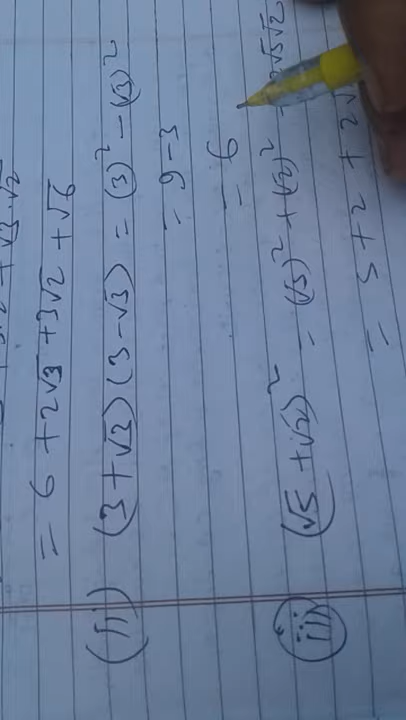 + √3 √2
= 6 + 2√3 + 3√2 + √6
(ii) (3 + √3) (3 - √3) = (3)² - (√3)²
= 9 - 3
= 6
(iii) (√5 + √2)² = (√5)² + (√2)² √5√2
= 5 + 2 + 2√